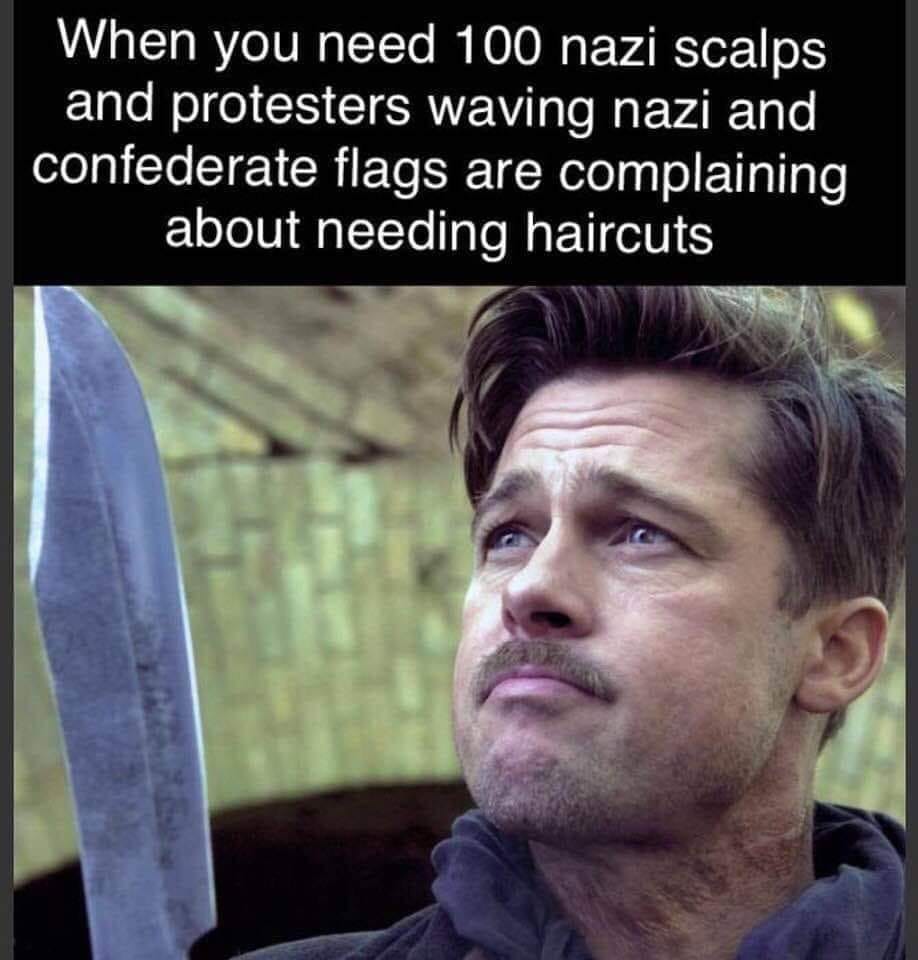 When you need 100 nazi scalps
and protesters waving nazi and
confederate flags are complaining
about needing haircuts